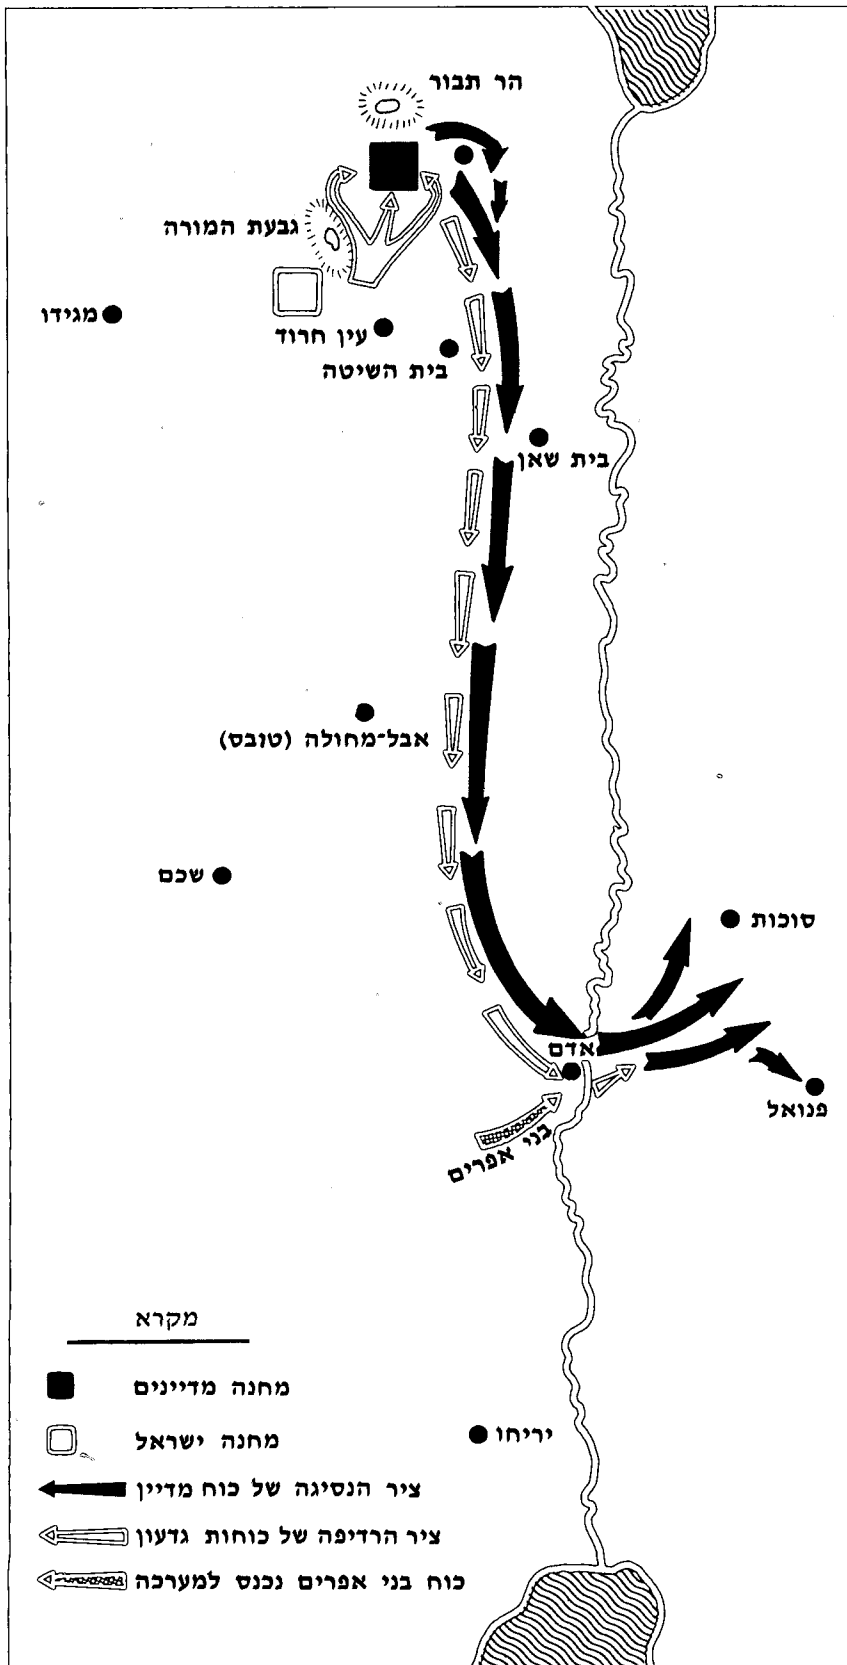 הר תבור
גבעת המורה
מגידו
עין חרוד
בית השיטה
בית שאן
אבל-מחולה (טובס)
שכם
סוכות
אדם
פנואל
בני אפרים
מקרא
מחנה מדיינים
יריחו
מחנה ישראל
ציר הנסיגה של כוח מדיין
ציר הרדיפה של כוחות גדעון
כוח בני אפרים נכנס למערכה